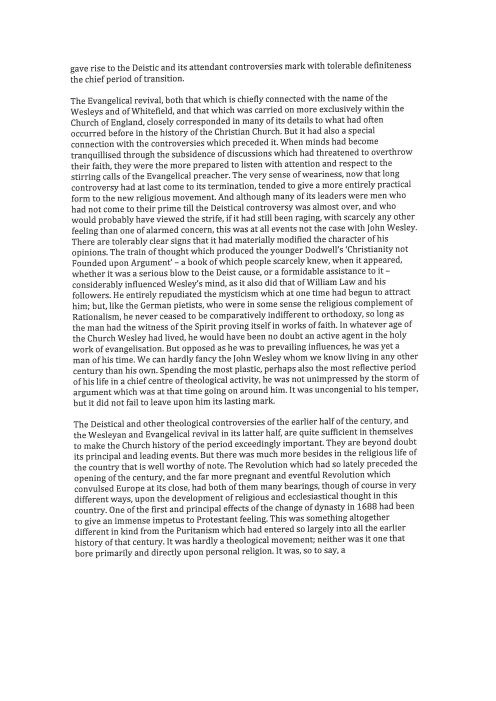 gave rise to the Deistic and its attendant controversies mark with tolerable definiteness
the chief period of transition.
The Evangelical revival, both that which is chiefly connected with the name of the
Wesleys and of Whitefield, and that which was carried on more exclusively within the
Church of England, closely corresponded in many of its details to what had often
occurred before in the history of the Christian Church. But it had also a special
connection with the controversies which preceded it. When minds had become
tranquillised through the subsidence of discussions which had threatened to overthrow
their faith, they were the more prepared to listen with attention and respect to the
stirring calls of the Evangelical preacher. The very sense of weariness, now that long
controversy had at last come to its termination, tended to give a more entirely practical
form to the new religious movement. And although many of its leaders were men who
had not come to their prime till the Deistical controversy was almost over, and who
would probably have viewed the strife, if it had still been raging, with scarcely any other
feeling than one of alarmed concern, this was at all events not the case with John Wesley.
There are tolerably clear signs that it had materially modified the character of his
opinions. The train of thought which produced the younger Dodwell's 'Christianity not
Founded upon Argument' – a book of which people scarcely knew, when it appeared,
whether it was a serious blow to the Deist cause, or a formidable assistance to it –
considerably influenced Wesley's mind, as it also did that of William Law and his
followers. He entirely repudiated the mysticism which at one time had begun to attract
him; but, like the German pietists, who were in some sense the religious complement of
Rationalism, he never ceased to be comparatively indifferent to orthodoxy, so long as
the man had the witness of the Spirit proving itself in works of faith. In whatever age of
the Church Wesley had lived, he would have been no doubt an active agent in the holy
work of evangelisation. But opposed as he was to prevailing influences, he was yet a
man of his time. We can hardly fancy the John Wesley whom we know living in any other
century than his own. Spending the most plastic, perhaps also the most reflective period
of his life in a chief centre of theological activity, he was not unimpressed by the storm of
argument which was at that time going on around him. It was uncongenial to his temper,
but it did not fail to leave upon him its lasting mark.
The Deistical and other theological controversies of the earlier half of the century, and
the Wesleyan and Evangelical revival in its latter half, are quite sufficient in themselves
to make the Church history of the period exceedingly important. They are beyond doubt
its principal and leading events. But there was much more besides in the religious life of
the country that is well worthy of note. The Revolution which had so lately preceded the
opening of the century, and the far more pregnant and eventful Revolution which
convulsed Europe at its close, had both of them many bearings, though of course in very
different ways, upon the development of religious and ecclesiastical thought in this
country. One of the first and principal effects of the change of dynasty in 1688 had been
to give an immense impetus to Protestant feeling. This was something altogether
different in kind from the Puritanism which had entered so largely into all the earlier
history of that century. It was hardly a theological movement; neither was it one that
bore primarily and directly upon personal religion. It was, so to say, a